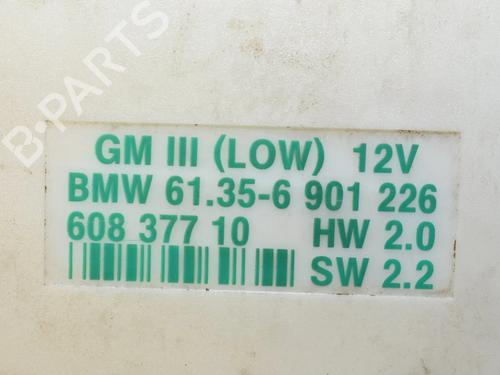 B-PARTS
GM III (LOW) 12V
BMW 61.35-6 901 226
608 377 10 HW 2.0
SW 2.2